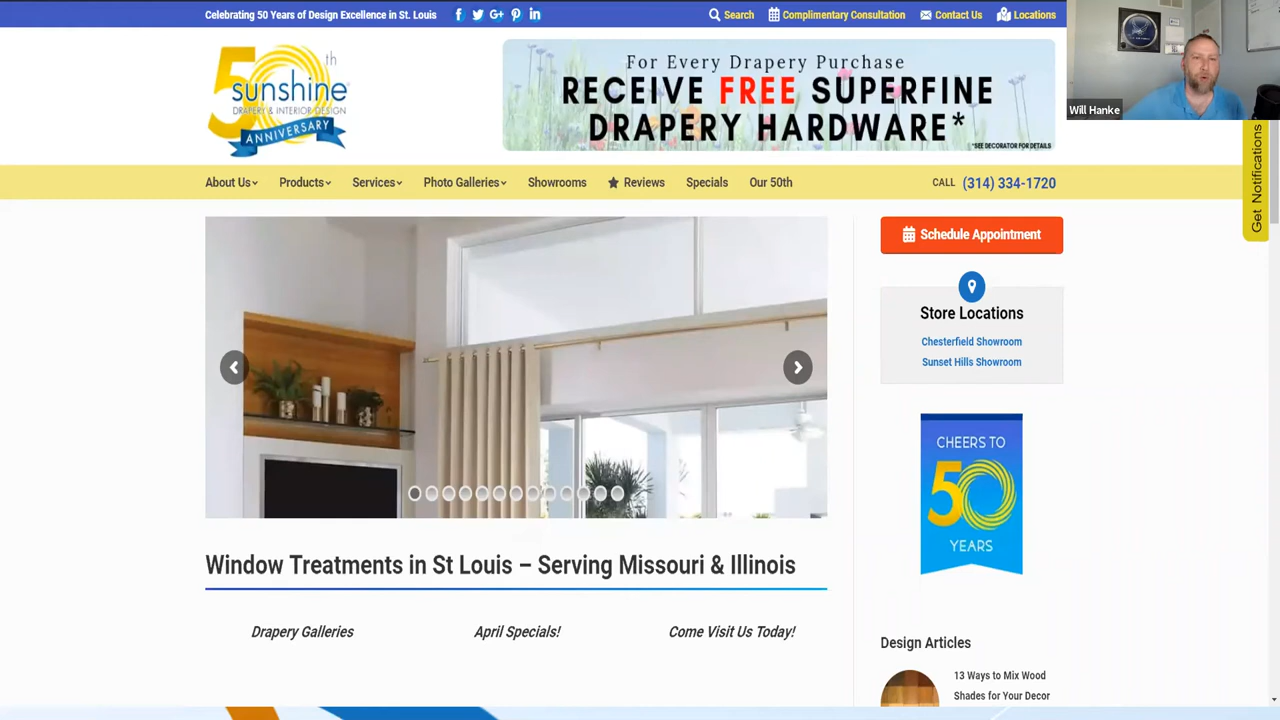 Celebrating 50 Years of Design Excellence in St. Louis
Search
Complimentary Consultation
Contact Us
Locations
50th
sunshine
DRAPERY & INTERIOR DESIGN
ANNIVERSARY
For Every Drapery Purchase
RECEIVE FREE SUPERFINE
DRAPERY HARDWARE*
*SEE DECORATOR FOR DETAILS
Will Hanke
Get Notifications
About Us
Products
Services
Photo Galleries
Showrooms
Reviews
Specials
Our 50th
CALL (314) 334-1720
Schedule Appointment
Store Locations
Chesterfield Showroom
Sunset Hills Showroom
CHEERS TO
50
YEARS
Window Treatments in St Louis – Serving Missouri & Illinois
Drapery Galleries
April Specials!
Come Visit Us Today!
Design Articles
13 Ways to Mix Wood
Shades for Your Decor